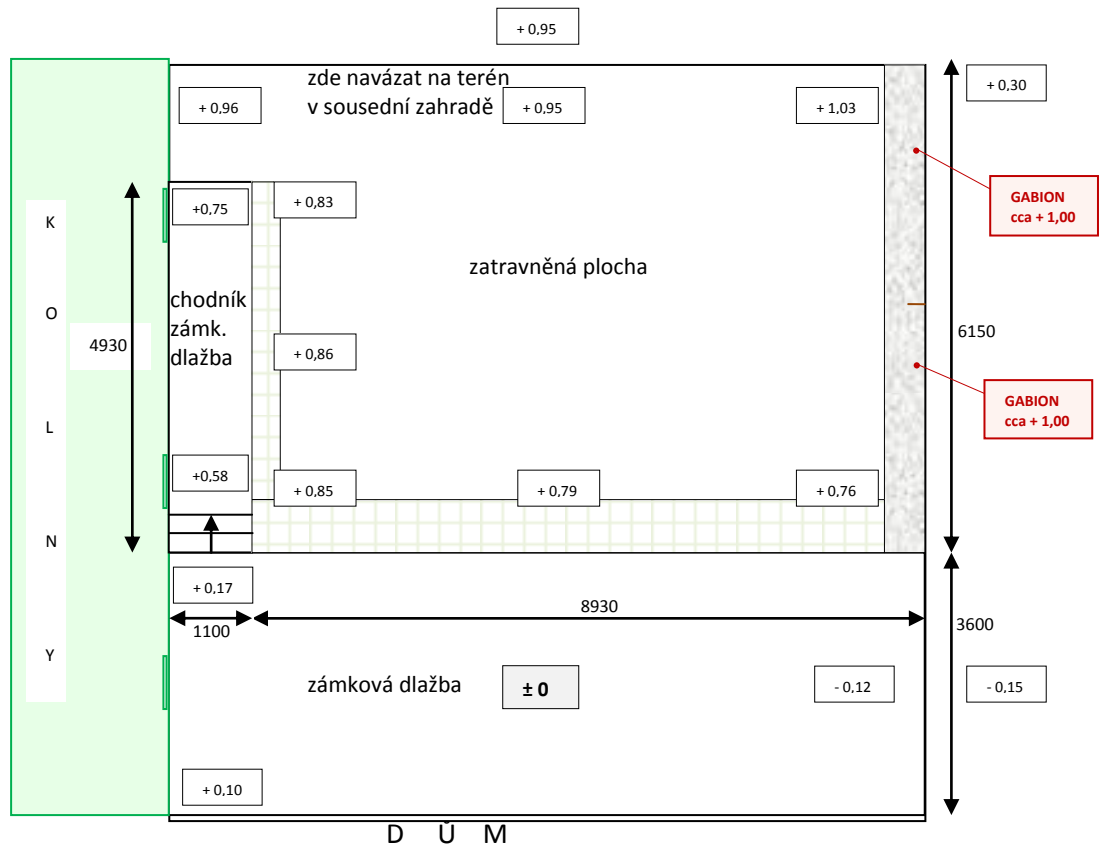 + 0,95
zde navázat na terén
v sousední zahradě
+ 0,96
+ 0,95
+ 1,03
+ 0,30
GABION
cca + 1,00
+0,75
+ 0,83
K
O
L
N
Y
zatravněná plocha
chodník
zámk.
dlažba
4930
+ 0,86
6150
GABION
cca + 1,00
+0,58
+ 0,85
+ 0,79
+ 0,76
+ 0,17
8930
1100
3600
zámková dlažba
± 0
- 0,12
- 0,15
+ 0,10
D Ů M